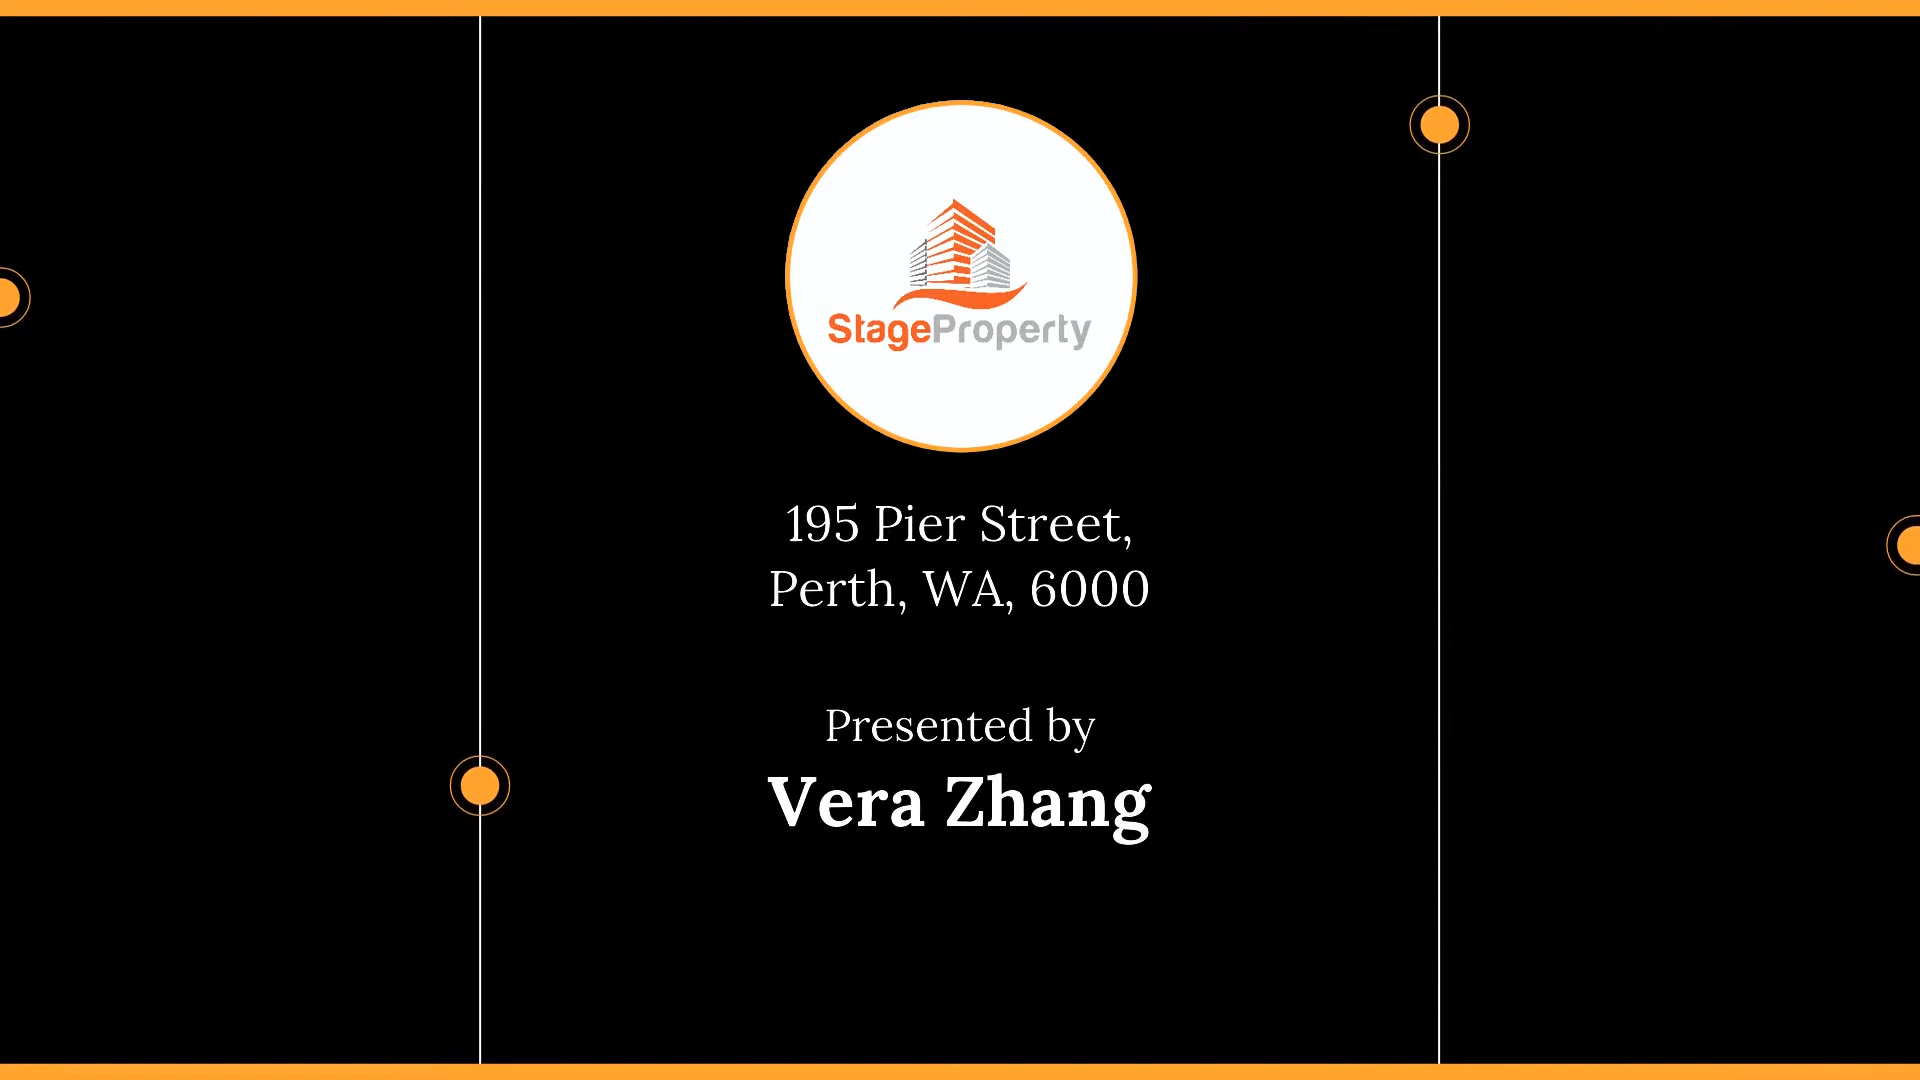 StageProperty
195 Pier Street,
Perth, WA, 6000
Presented by
Vera Zhang